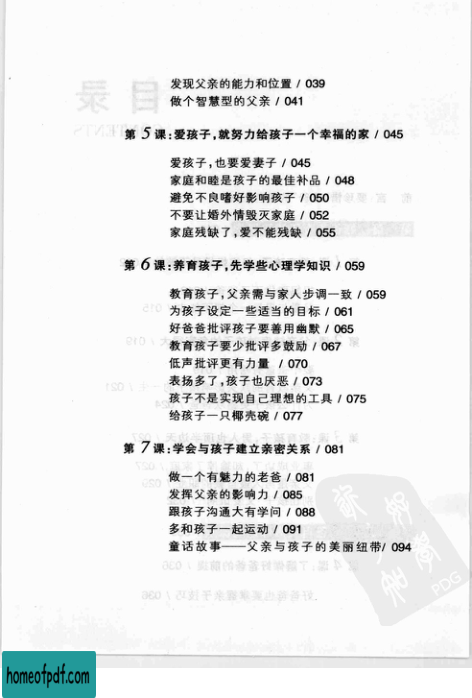 发现父亲的能力和位置 / 039
做个智慧型的父亲 / 041
第 5 课:爱孩子,就努力给孩子一个幸福的家 / 045
爱孩子,也要爱妻子 / 045
家庭和睦是孩子的最佳补品 / 048
避免不良嗜好影响孩子 / 050
不要让婚外情毁灭家庭 / 052
家庭残缺了,爱不能残缺 / 055
第 6 课:养育孩子,先学些心理学知识 / 059
教育孩子,父亲需与家人步调一致 / 059
为孩子设定一些适当的目标 / 061
好爸爸批评孩子要善用幽默 / 065
教育孩子要少批评多鼓励 / 067
低声批评更有力量 / 070
表扬多了,孩子也厌恶 / 073
孩子不是实现自己理想的工具 / 075
给孩子一只椰壳碗 / 077
第 7 课:学会与孩子建立亲密关系 / 081
做一个有魅力的老爸 / 081
发挥父亲的影响力 / 085
跟孩子沟通大有学问 / 088
多和孩子一起运动 / 091
童话故事——父亲与孩子的美丽纽带/ 094
PDG
homeofpdf.com